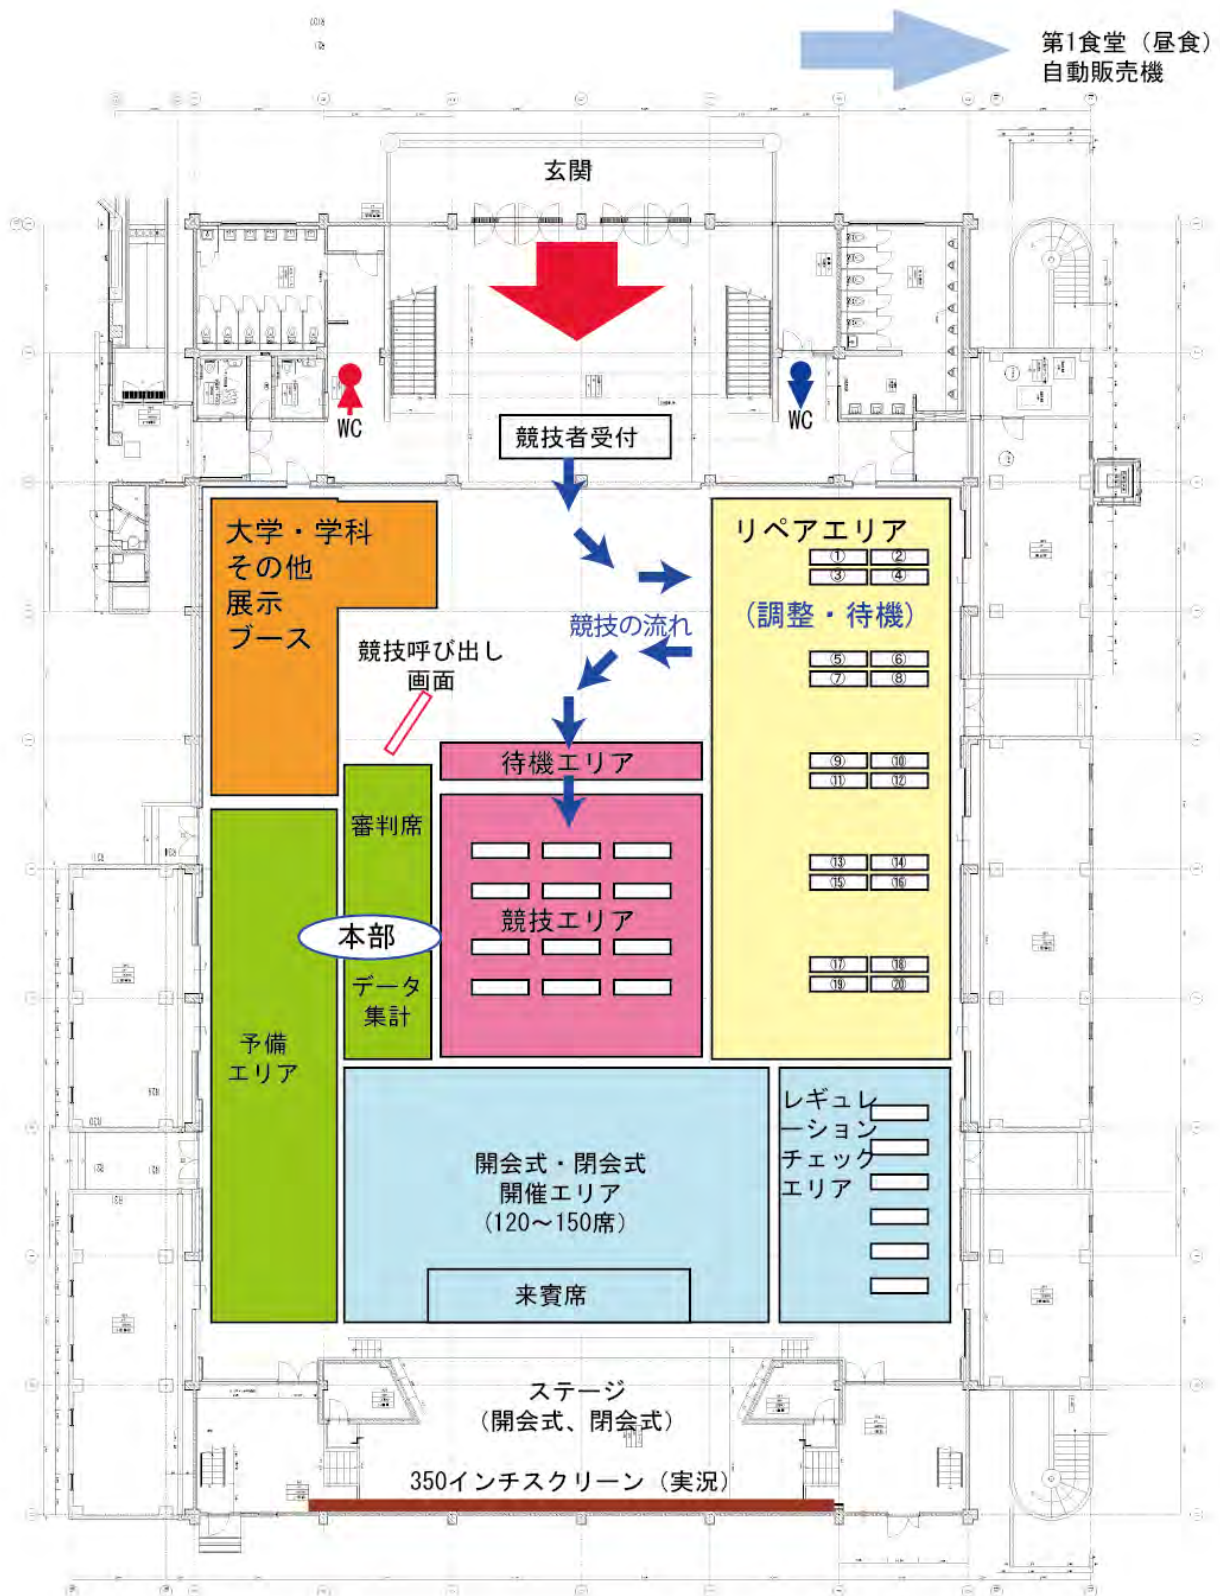 第1食堂（昼食）
自動販売機
玄関
WC
WC
競技者受付
大学・学科
その他
展示
ブース
リペアエリア
① ②
③ ④
（調整・待機）
競技の流れ
競技呼び出し
画面
⑤ ⑥
⑦ ⑧
待機エリア
⑨ ⑩
⑪ ⑫
審判席
⑬ ⑭
⑮ ⑯
競技エリア
本部
⑰ ⑱
⑲ ⑳
データ
集計
予備
エリア
レギュレ
ーション
チェック
エリア
開会式・閉会式
開催エリア
（120～150席）
来賓席
ステージ
（開会式、閉会式）
350インチスクリーン（実況）